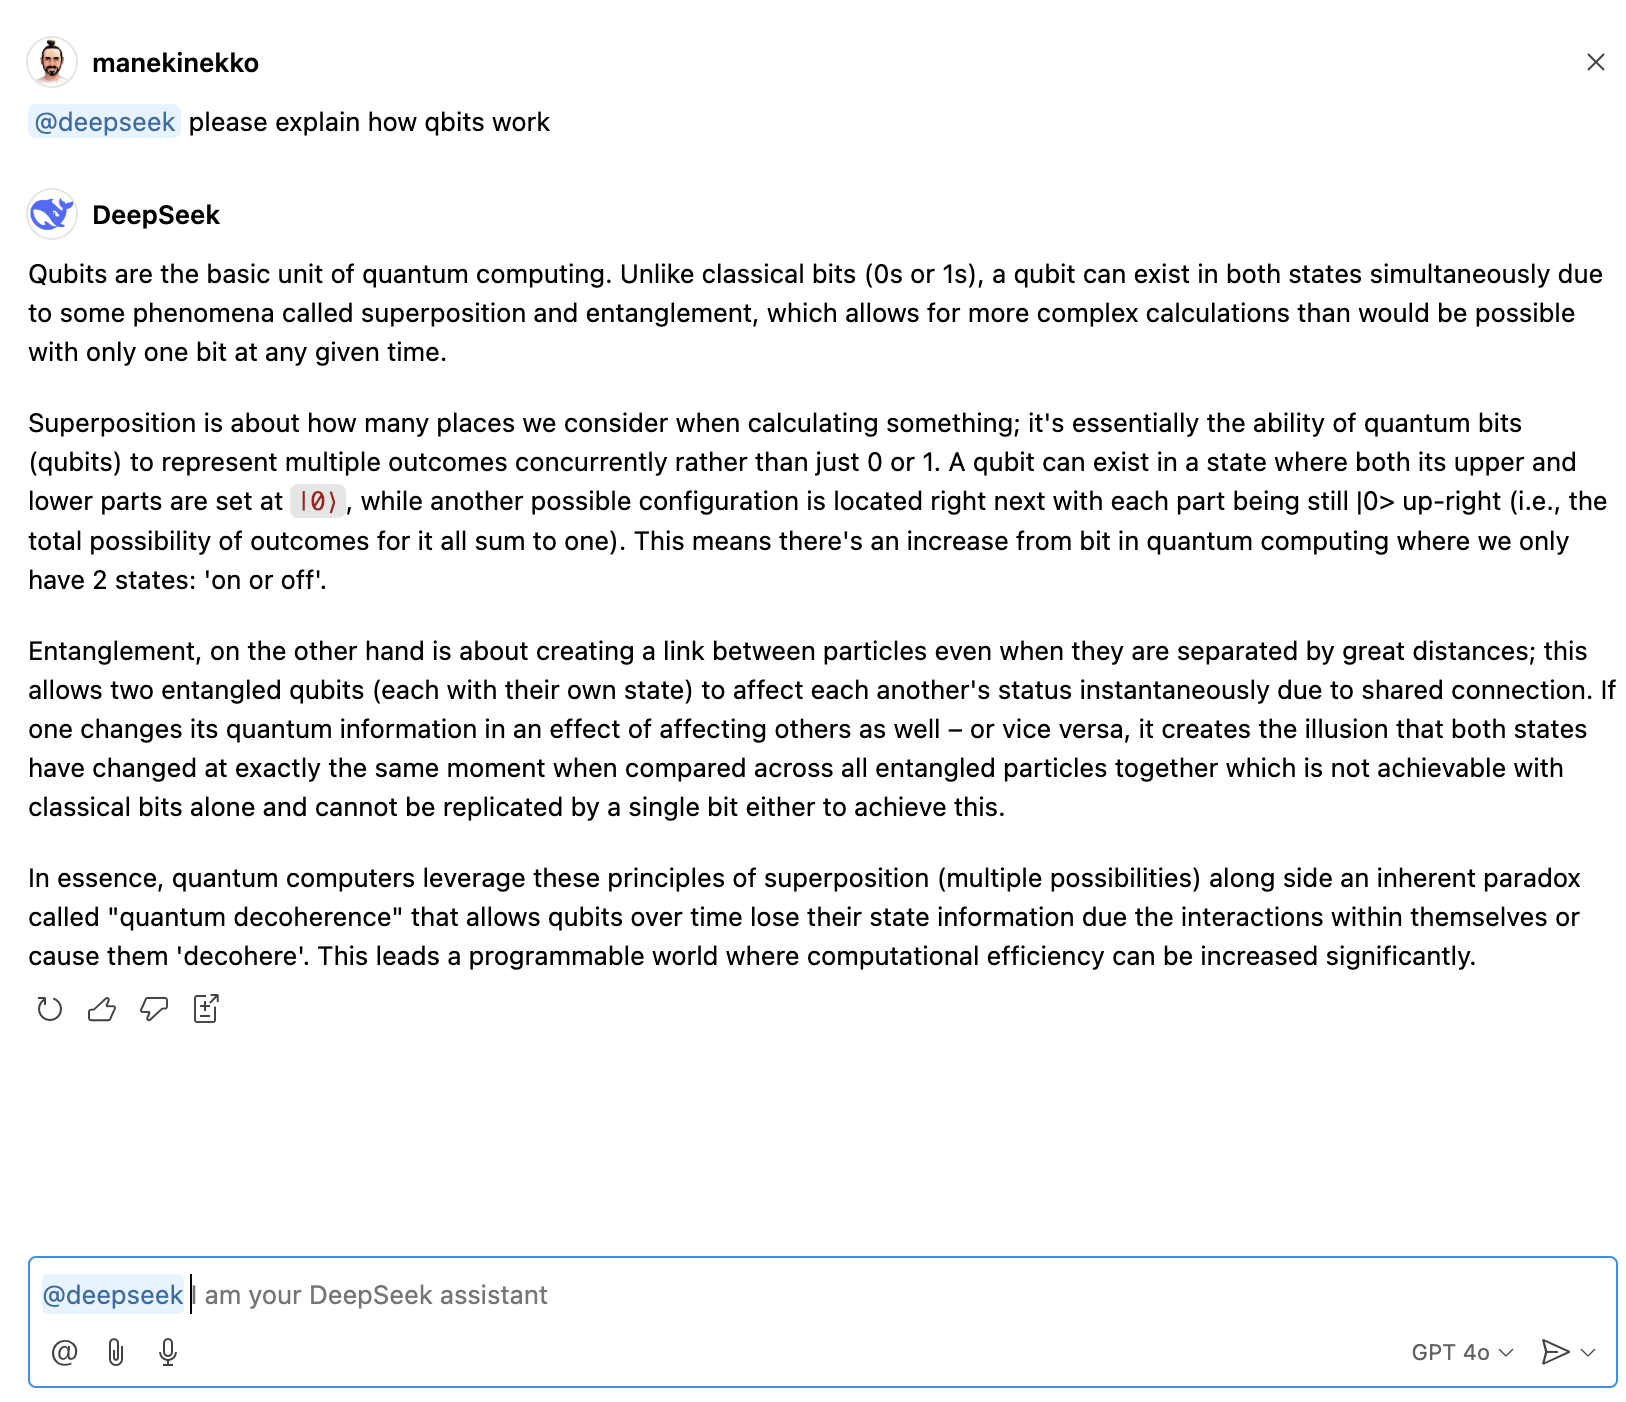 manekinekko
@deepseek please explain how qbits work
DeepSeek
Qubits are the basic unit of quantum computing. Unlike classical bits (0s or 1s), a qubit can exist in both states simultaneously due
to some phenomena called superposition and entanglement, which allows for more complex calculations than would be possible
with only one bit at any given time.
Superposition is about how many places we consider when calculating something; it's essentially the ability of quantum bits
(qubits) to represent multiple outcomes concurrently rather than just 0 or 1. A qubit can exist in a state where both its upper and
lower parts are set at |0⟩, while another possible configuration is located right next with each part being still |0> up-right (i.e., the
total possibility of outcomes for it all sum to one). This means there's an increase from bit in quantum computing where we only
have 2 states: 'on or off'.
Entanglement, on the other hand is about creating a link between particles even when they are separated by great distances; this
allows two entangled qubits (each with their own state) to affect each another's status instantaneously due to shared connection. If
one changes its quantum information in an effect of affecting others as well – or vice versa, it creates the illusion that both states
have changed at exactly the same moment when compared across all entangled particles together which is not achievable with
classical bits alone and cannot be replicated by a single bit either to achieve this.
In essence, quantum computers leverage these principles of superposition (multiple possibilities) along side an inherent paradox
called "quantum decoherence" that allows qubits over time lose their state information due the interactions within themselves or
cause them 'decohere'. This leads a programmable world where computational efficiency can be increased significantly.
@deepseek I am your DeepSeek assistant
GPT 4o